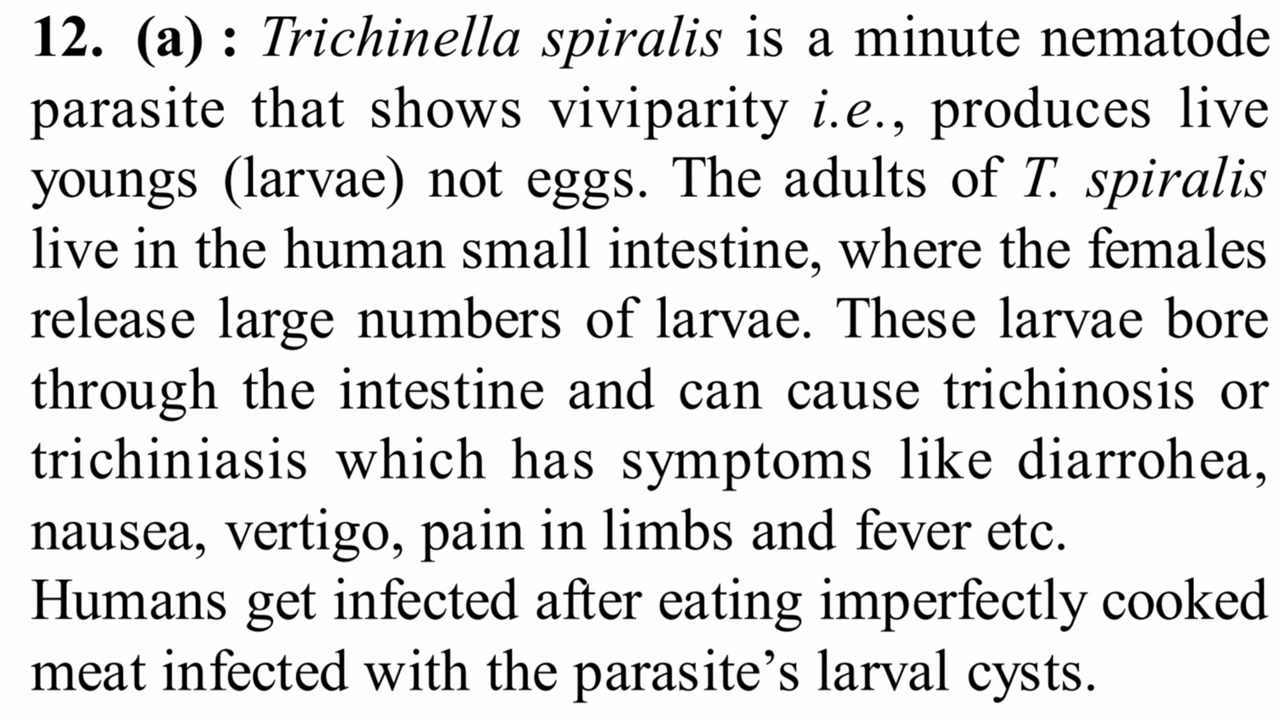 12. (a) : Trichinella spiralis is a minute nematode
parasite that shows viviparity i.e., produces live
youngs (larvae) not eggs. The adults of T. spiralis
live in the human small intestine, where the females
release large numbers of larvae. These larvae bore
through the intestine and can cause trichinosis or
trichiniasis which has symptoms like diarrohea,
nausea, vertigo, pain in limbs and fever etc.
Humans get infected after eating imperfectly cooked
meat infected with the parasite’s larval cysts.